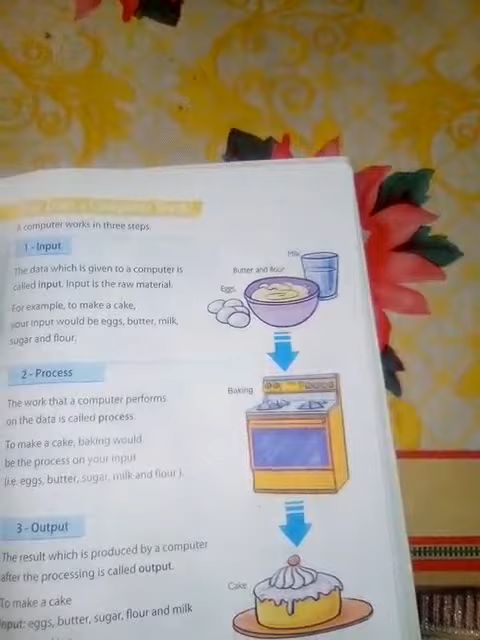 A computer works in three steps.
1 - Input
The data which is given to a computer is
called input. Input is the raw material.
For example, to make a cake,
your input would be eggs, butter, milk,
sugar and flour.
Milk
Butter and flour
Eggs
2 - Process
The work that a computer performs
on the data is called process.
To make a cake, baking would
be the process on your input
(i.e. eggs, butter, sugar, milk and flour ).
Baking
3 - Output
The result which is produced by a computer
after the processing is called output.
To make a cake
Input: eggs, butter, sugar, flour and milk
Cake